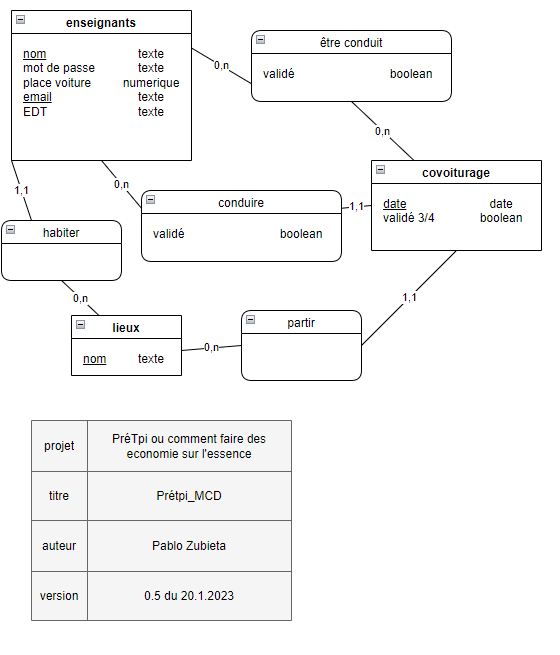 enseignants
nom texte
mot de passe texte
place voiture numerique
email texte
EDT texte
être conduit
validé boolean
0,n
0,n
covoiturage
date date
validé 3/4 boolean
0,n
1,1
conduire
validé boolean
1,1
habiter
0,n
lieux
nom texte
0,n
partir
1,1
projet PréTpi ou comment faire des
economie sur l'essence
titre Prétpi_MCD
auteur Pablo Zubieta
version 0.5 du 20.1.2023